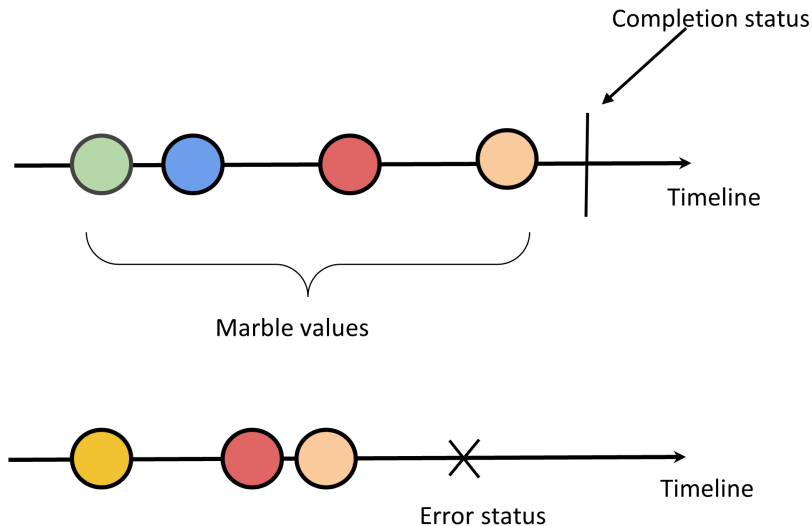 Completion status
Timeline
Marble values
Timeline
Error status